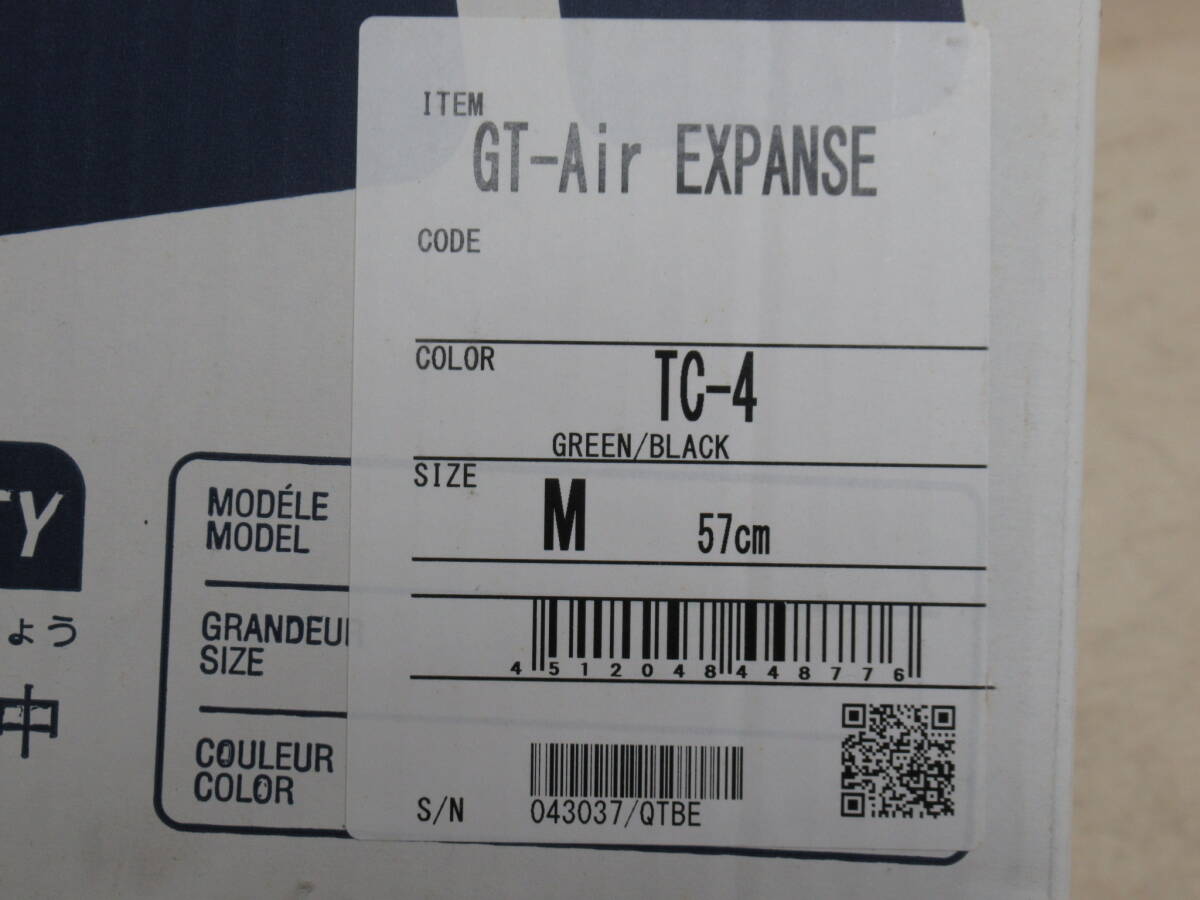 ITEM
GT-Air EXPANSE
CODE
COLOR
TC-4
GREEN/BLACK
SIZE
M 57cm
4512048448776
S/N 043037/QTBE
TY
ょう
中
MODÉLE
MODEL
GRANDEU
SIZE
COULEUR
COLOR